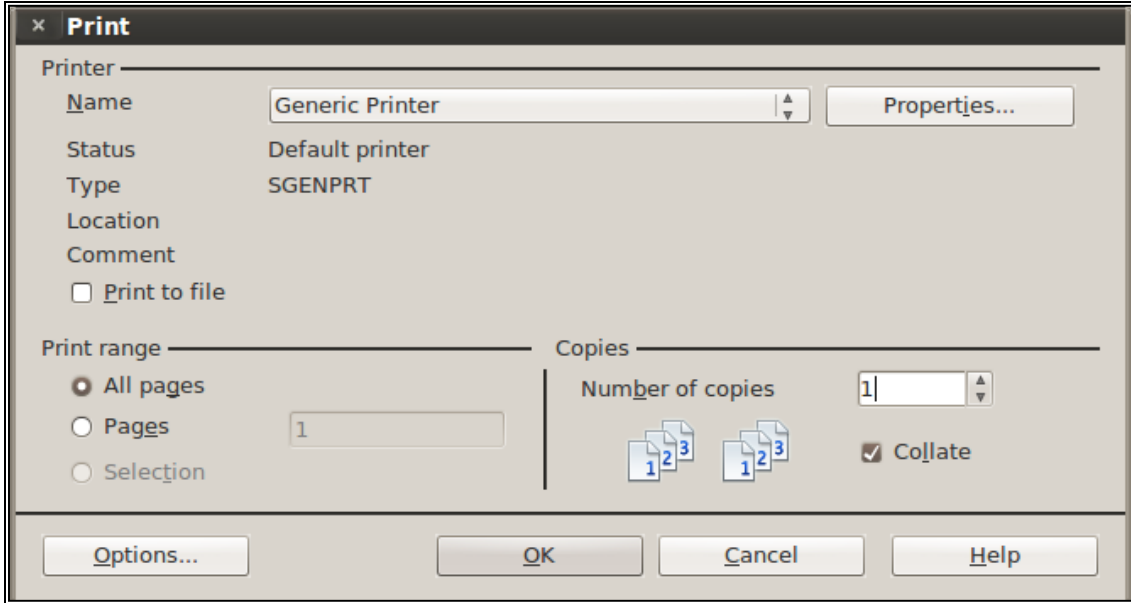 × Print
Printer
Name Generic Printer Properties...
Status Default printer
Type SGENPRT
Location
Comment
Print to file
Print range Copies
All pages Number of copies 1
Pages 1
1 2 3 1 2 3 Collate
Selection
Options... OK Cancel Help